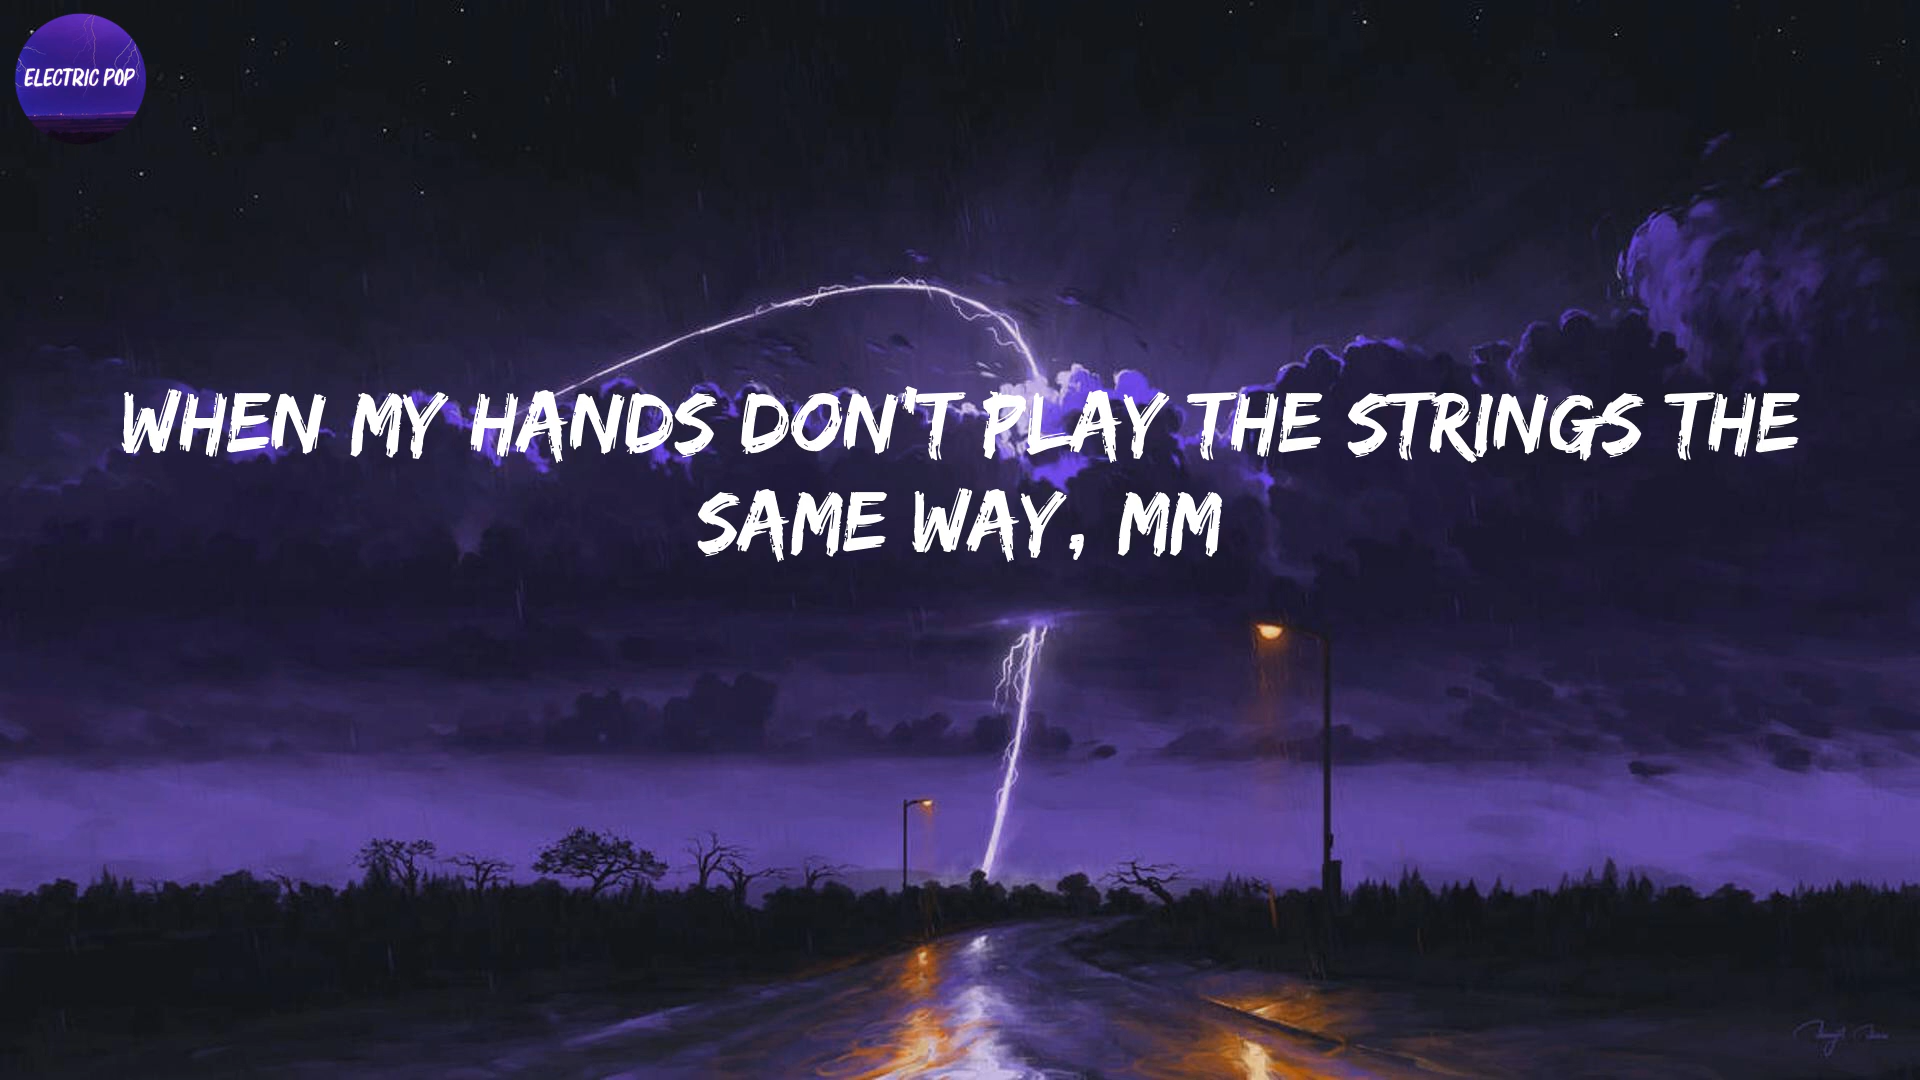 ELECTRIC POP
WHEN MY HANDS DON'T PLAY THE STRINGS THE
SAME WAY, MM